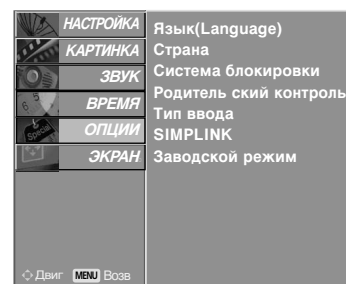 НАСТРОЙКА
КАРТИНКА
ЗВУК
ВРЕМЯ
ОПЦИИ
ЭКРАН
Язык(Language)
Страна
Система блокировки
Родитель ский контроль
Тип ввода
SIMPLINK
Заводской режим
Двиг MENU Возв